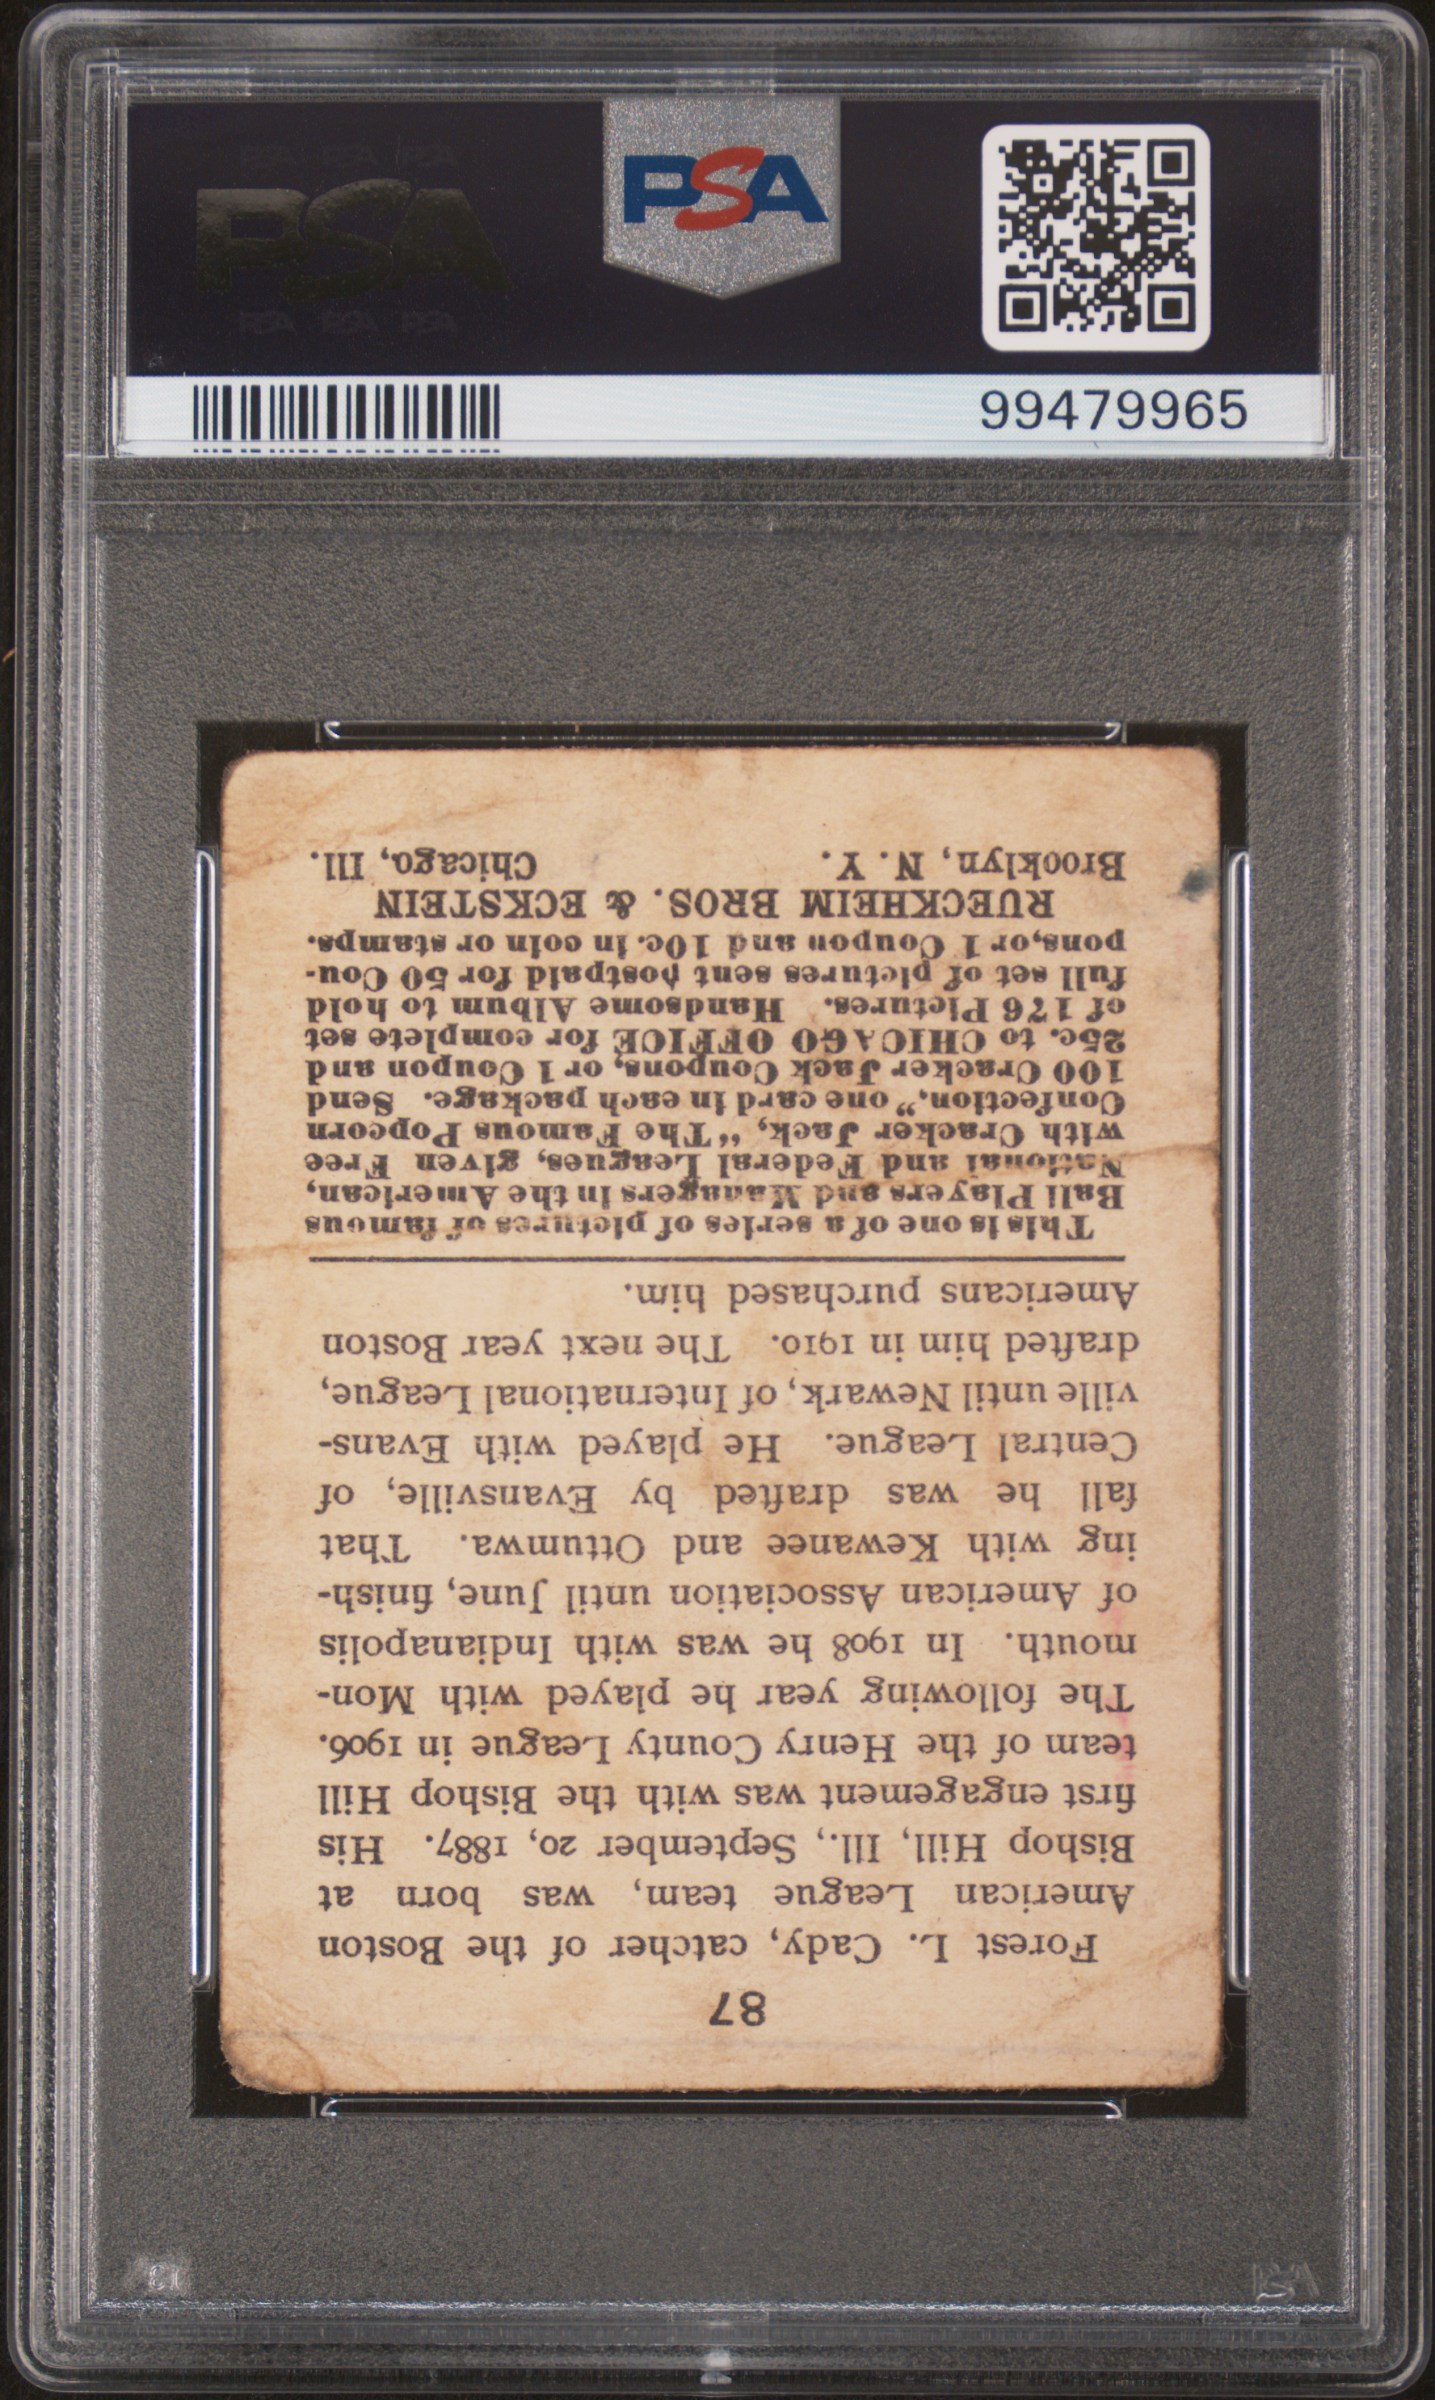 PSA
99479965
87
Forest L. Cady, catcher of the Boston
American League team, was born at
Bishop Hill, Ill., September 20, 1887. His
first engagement was with the Bishop Hill
team of the Henry County League in 1906.
The following year he played with Mon-
mouth. In 1908 he was with Indianapolis
of American Association until June, finish-
ing with Kewanee and Ottumwa. That
fall he was drafted by Evansville, of
Central League. He played with Evans-
ville until Newark, of International League,
drafted him in 1910. The next year Boston
Americans purchased him.
This is one of a series of pictures of famous
Ball Players and Managers in the American,
National and Federal Leagues, given Free
with Cracker Jack, “The Famous Popcorn
Confection,” one card in each package. Send
100 Cracker Jack Coupons, or 1 Coupon and
25c. to CHICAGO OFFICE for complete set
of 176 Pictures. Handsome Album to hold
full set of pictures sent postpaid for 50 Cou-
pons, or 1 Coupon and 10c. in coin or stamps.
RUECKHEIM BROS. & ECKSTEIN
Brooklyn, N. Y. Chicago, Ill.